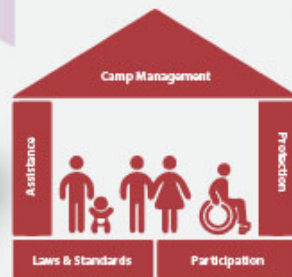 Camp Management
Assistance
Protection
Laws & Standards
Participation